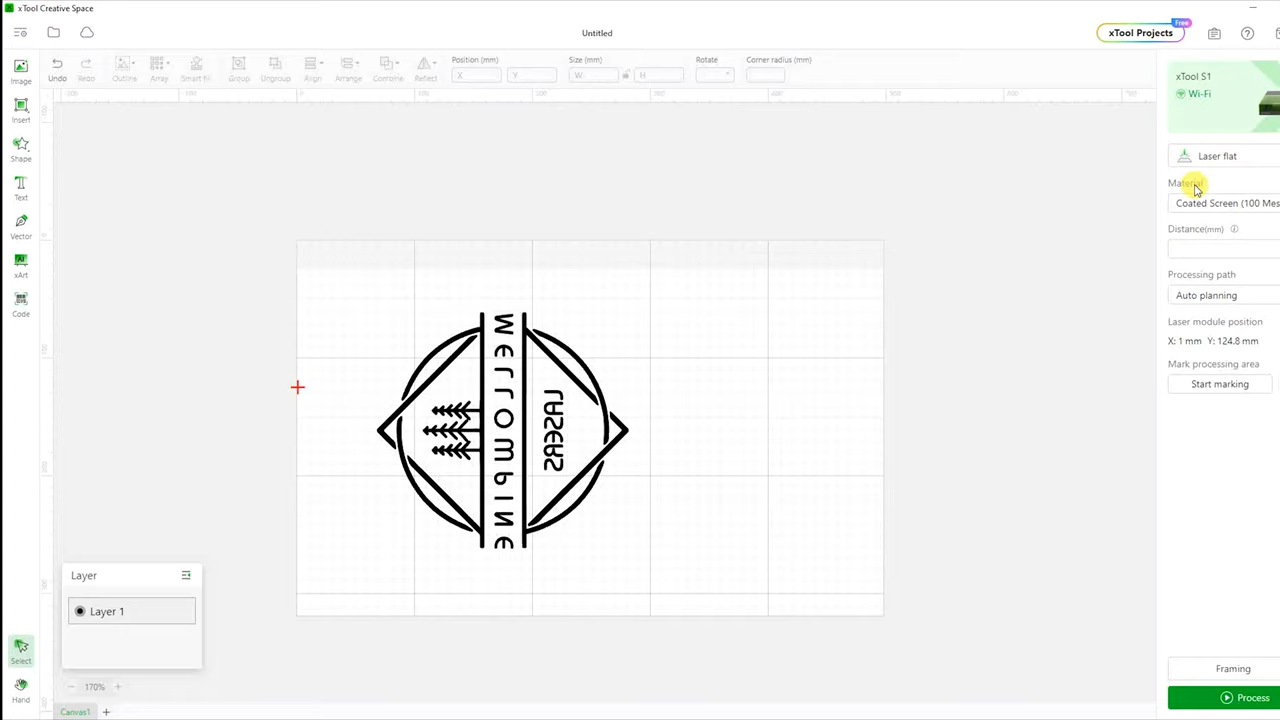 xTool Creative Space
Untitled
Free
xTool Projects
Image
Undo
Redo
Outline
Array
Smart fill
Group
Ungroup
Align
Arrange
Combine
Reflect
Position (mm)
X
Y
Size (mm)
W
H
Rotate
Corner radius (mm)
Insert
Shape
Text
Vector
xArt
Code
xTool S1
Wi-Fi
Laser flat
Material
Coated Screen (100 Mes
Distance(mm)
Processing path
Auto planning
Laser module position
X: 1 mm Y: 124.8 mm
Mark processing area
Start marking
WELLOMPINE
LASERS
Layer
Layer 1
Select
Hand
170%
Canvas1
Framing
Process